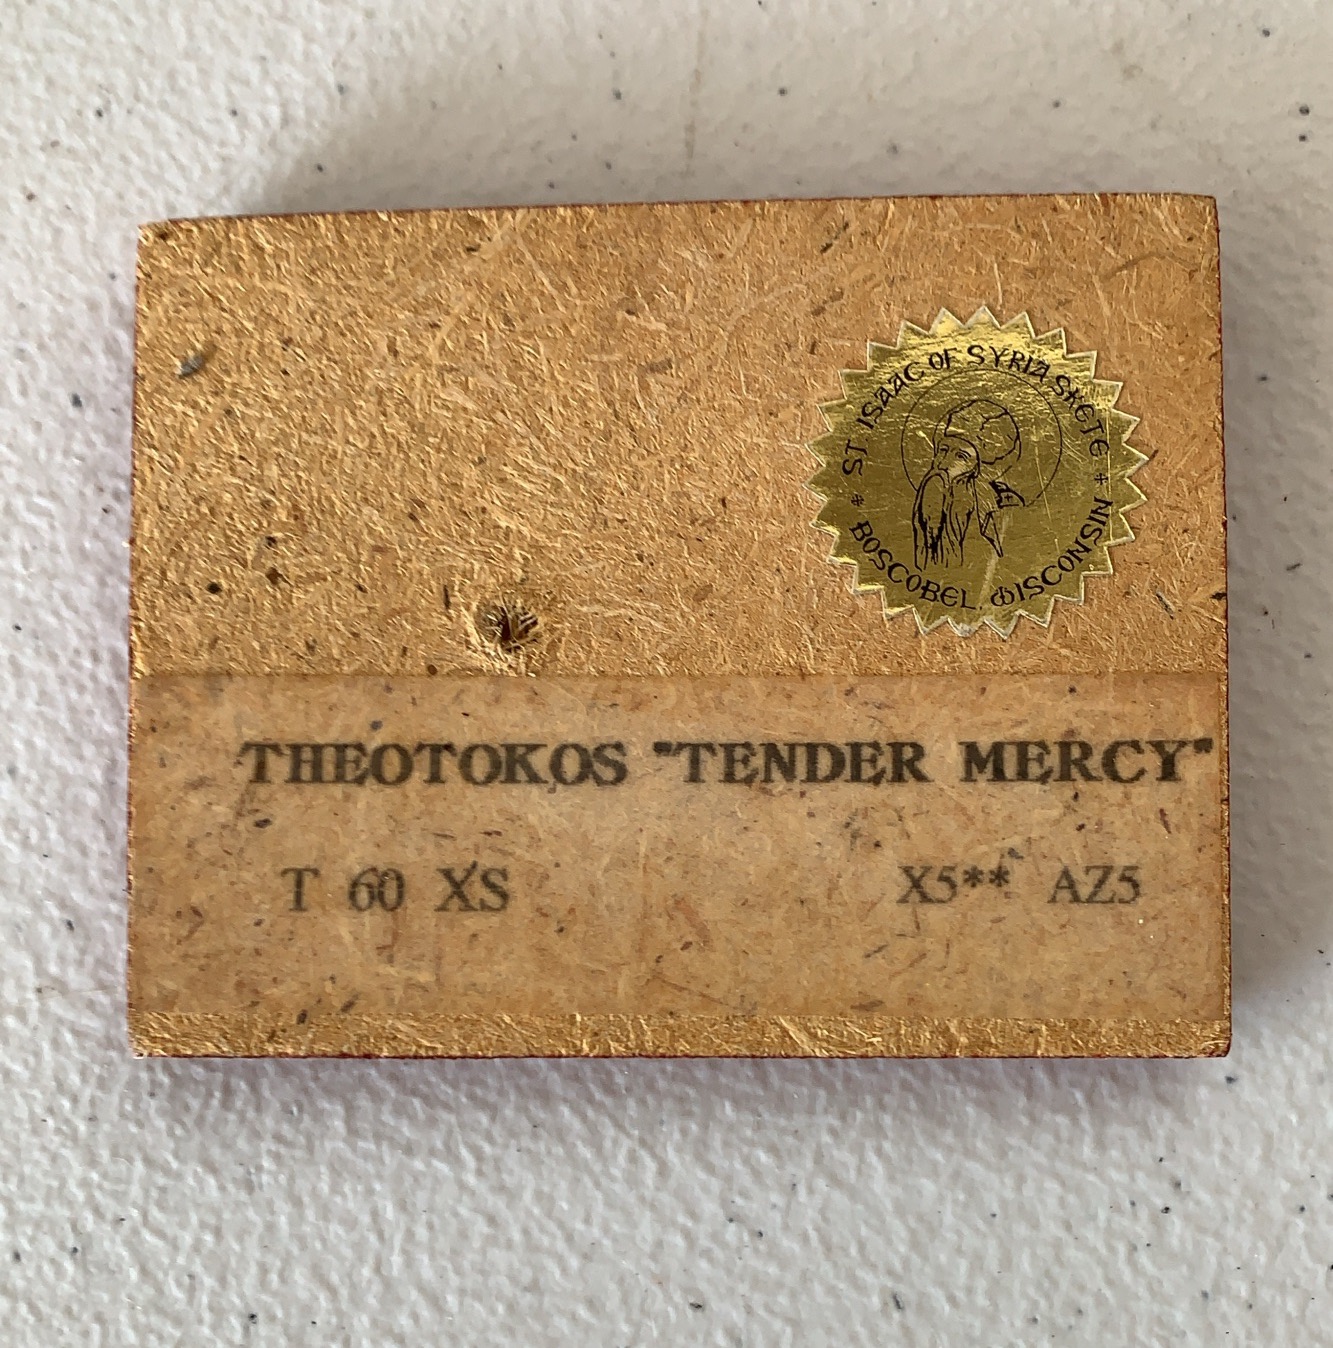 ST. ISAAC OF SYRIA SKETE
* BOSCOBEL, WISCONSIN *
THEOTOKOS "TENDER MERCY"
T 60 XS X5** AZ5